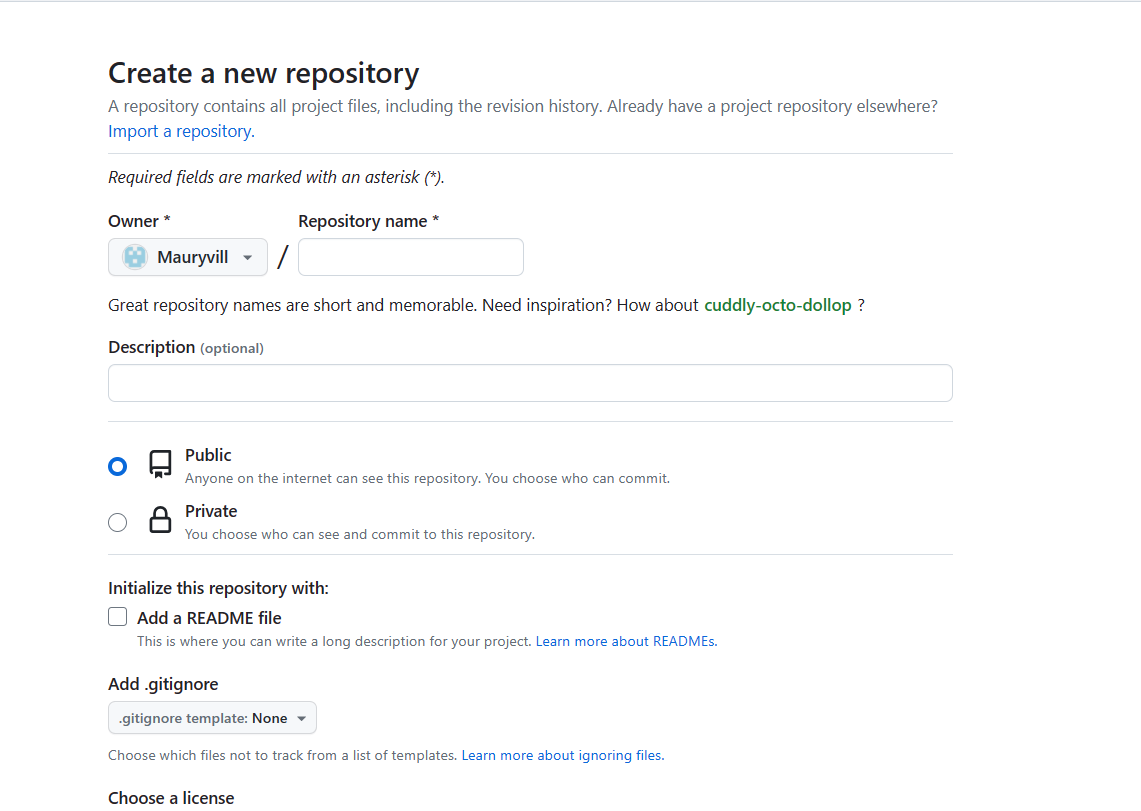 Create a new repository
A repository contains all project files, including the revision history. Already have a project repository elsewhere?
Import a repository.
Required fields are marked with an asterisk (*).
Owner * Repository name *
Mauryvill /
Great repository names are short and memorable. Need inspiration? How about cuddly-octo-dollop ?
Description (optional)
Public
Anyone on the internet can see this repository. You choose who can commit.
Private
You choose who can see and commit to this repository.
Initialize this repository with:
Add a README file
This is where you can write a long description for your project. Learn more about READMEs.
Add .gitignore
.gitignore template: None
Choose which files not to track from a list of templates. Learn more about ignoring files.
Choose a license